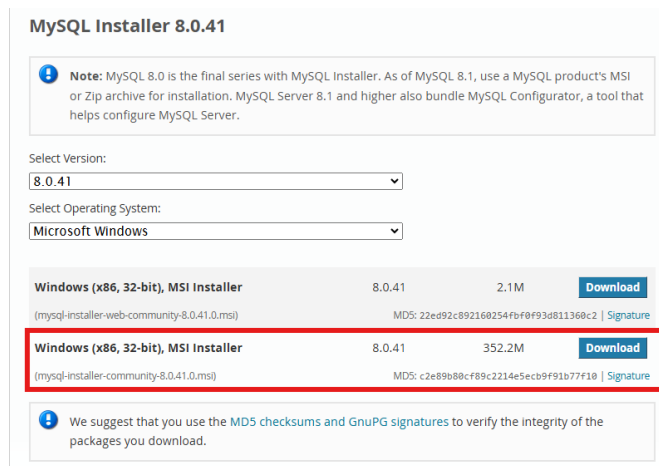 MySQL Installer 8.0.41
Note: MySQL 8.0 is the final series with MySQL Installer. As of MySQL 8.1, use a MySQL product's MSI
or Zip archive for installation. MySQL Server 8.1 and higher also bundle MySQL Configurator, a tool that
helps configure MySQL Server.
Select Version:
8.0.41
Select Operating System:
Microsoft Windows
Windows (x86, 32-bit), MSI Installer 8.0.41 2.1M Download
(mysql-installer-web-community-8.0.41.0.msi) MD5: 22ed92c892160254fbf0f93d811360c2 | Signature
Windows (x86, 32-bit), MSI Installer 8.0.41 352.2M Download
(mysql-installer-community-8.0.41.0.msi) MD5: c2e89b80cf89c2214e5ecb9f91b77f10 | Signature
We suggest that you use the MD5 checksums and GnuPG signatures to verify the integrity of the
packages you download.